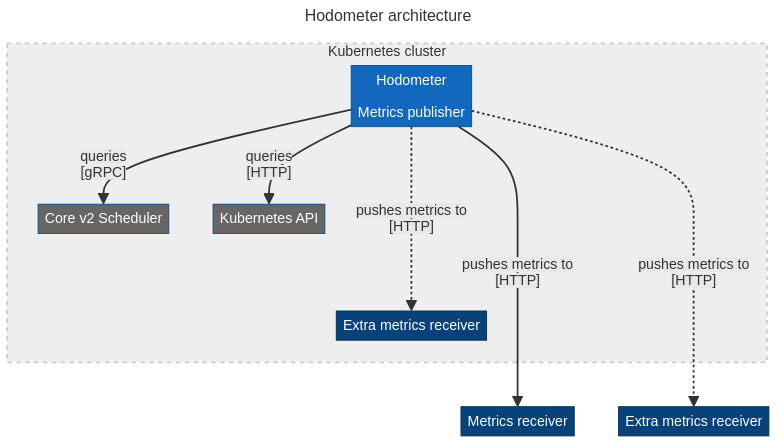 Hodometer architecture
Kubernetes cluster
Hodometer
Metrics publisher
queries
[gRPC]
queries
[HTTP]
Core v2 Scheduler
Kubernetes API
pushes metrics to
[HTTP]
pushes metrics to
[HTTP]
pushes metrics to
[HTTP]
Extra metrics receiver
Metrics receiver
Extra metrics receiver